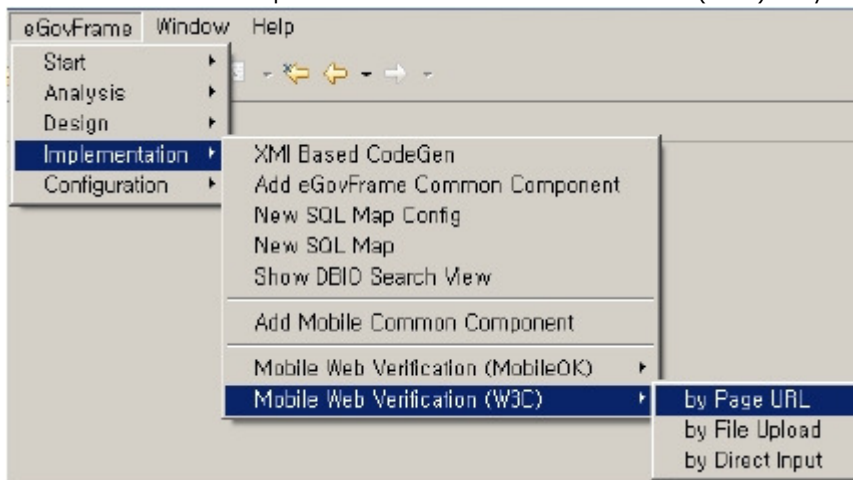 eGovFrame Window Help
Start
Analysis
Design
Implementation
Configuration
XMI Based CodeGen
Add eGovFrame Common Component
New SQL Map Config
New SQL Map
Show DBIO Search View
Add Mobile Common Component
Mobile Web Verification (MobileOK)
Mobile Web Verification (W3C)
by Page URL
by File Upload
by Direct Input